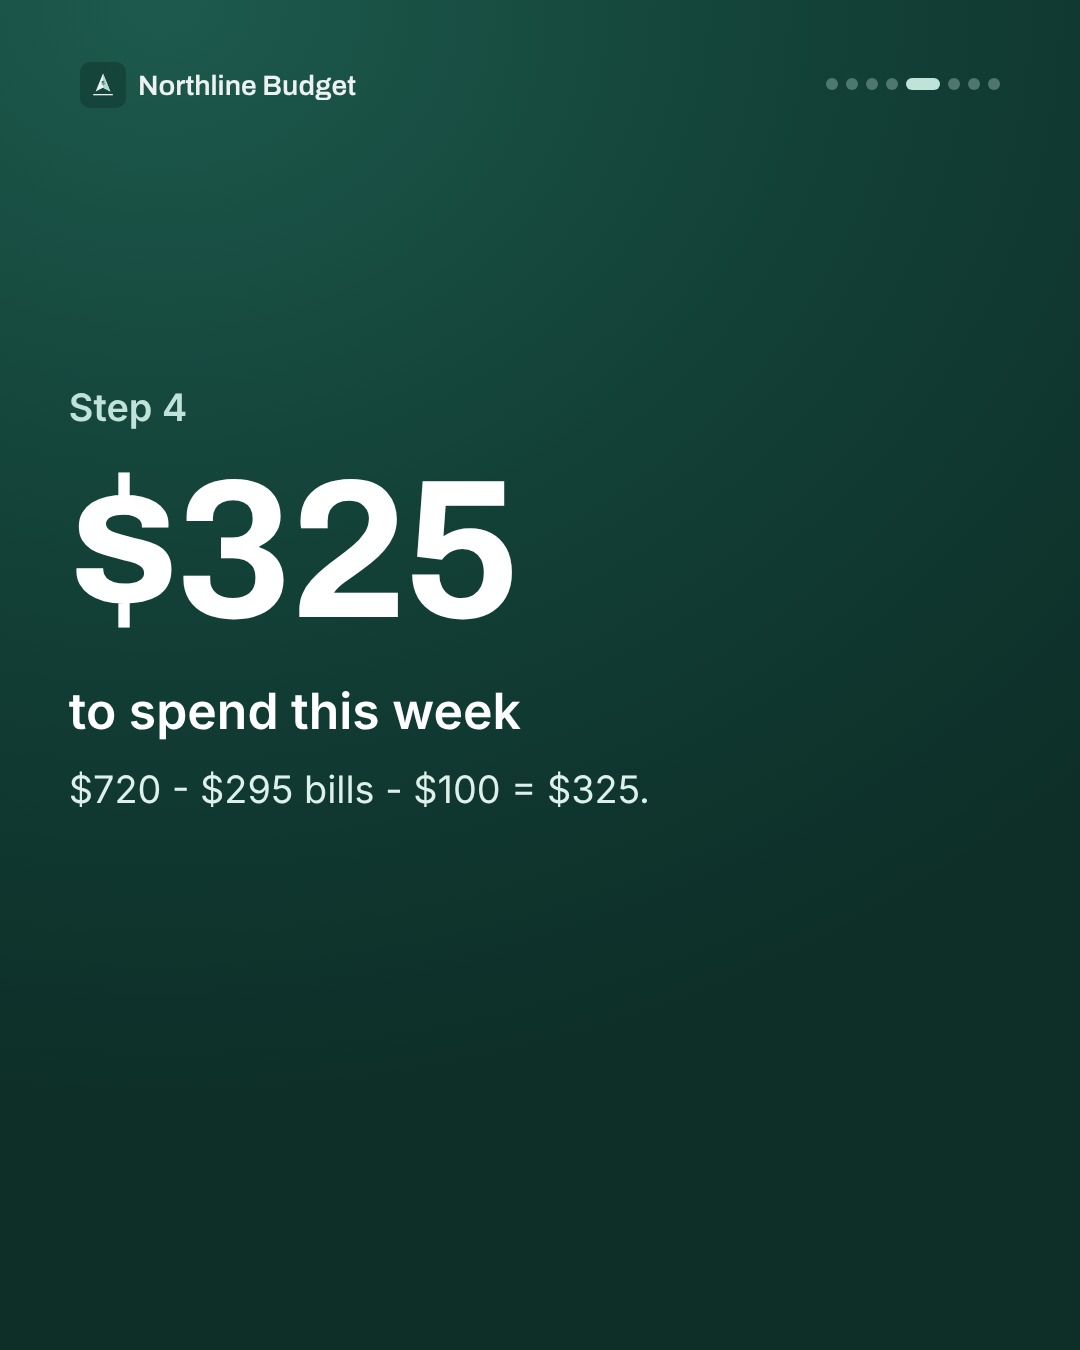 Northline Budget
Step 4
$325
to spend this week
$720 - $295 bills - $100 = $325.